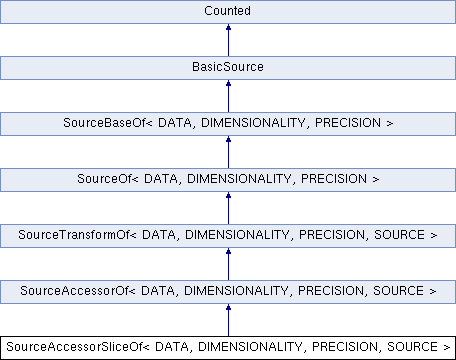 Counted
BasicSource
SourceBaseOf< DATA, DIMENSIONALITY, PRECISION >
SourceOf< DATA, DIMENSIONALITY, PRECISION >
SourceTransformOf< DATA, DIMENSIONALITY, PRECISION, SOURCE >
SourceAccessorOf< DATA, DIMENSIONALITY, PRECISION, SOURCE >
SourceAccessorSliceOf< DATA, DIMENSIONALITY, PRECISION, SOURCE >